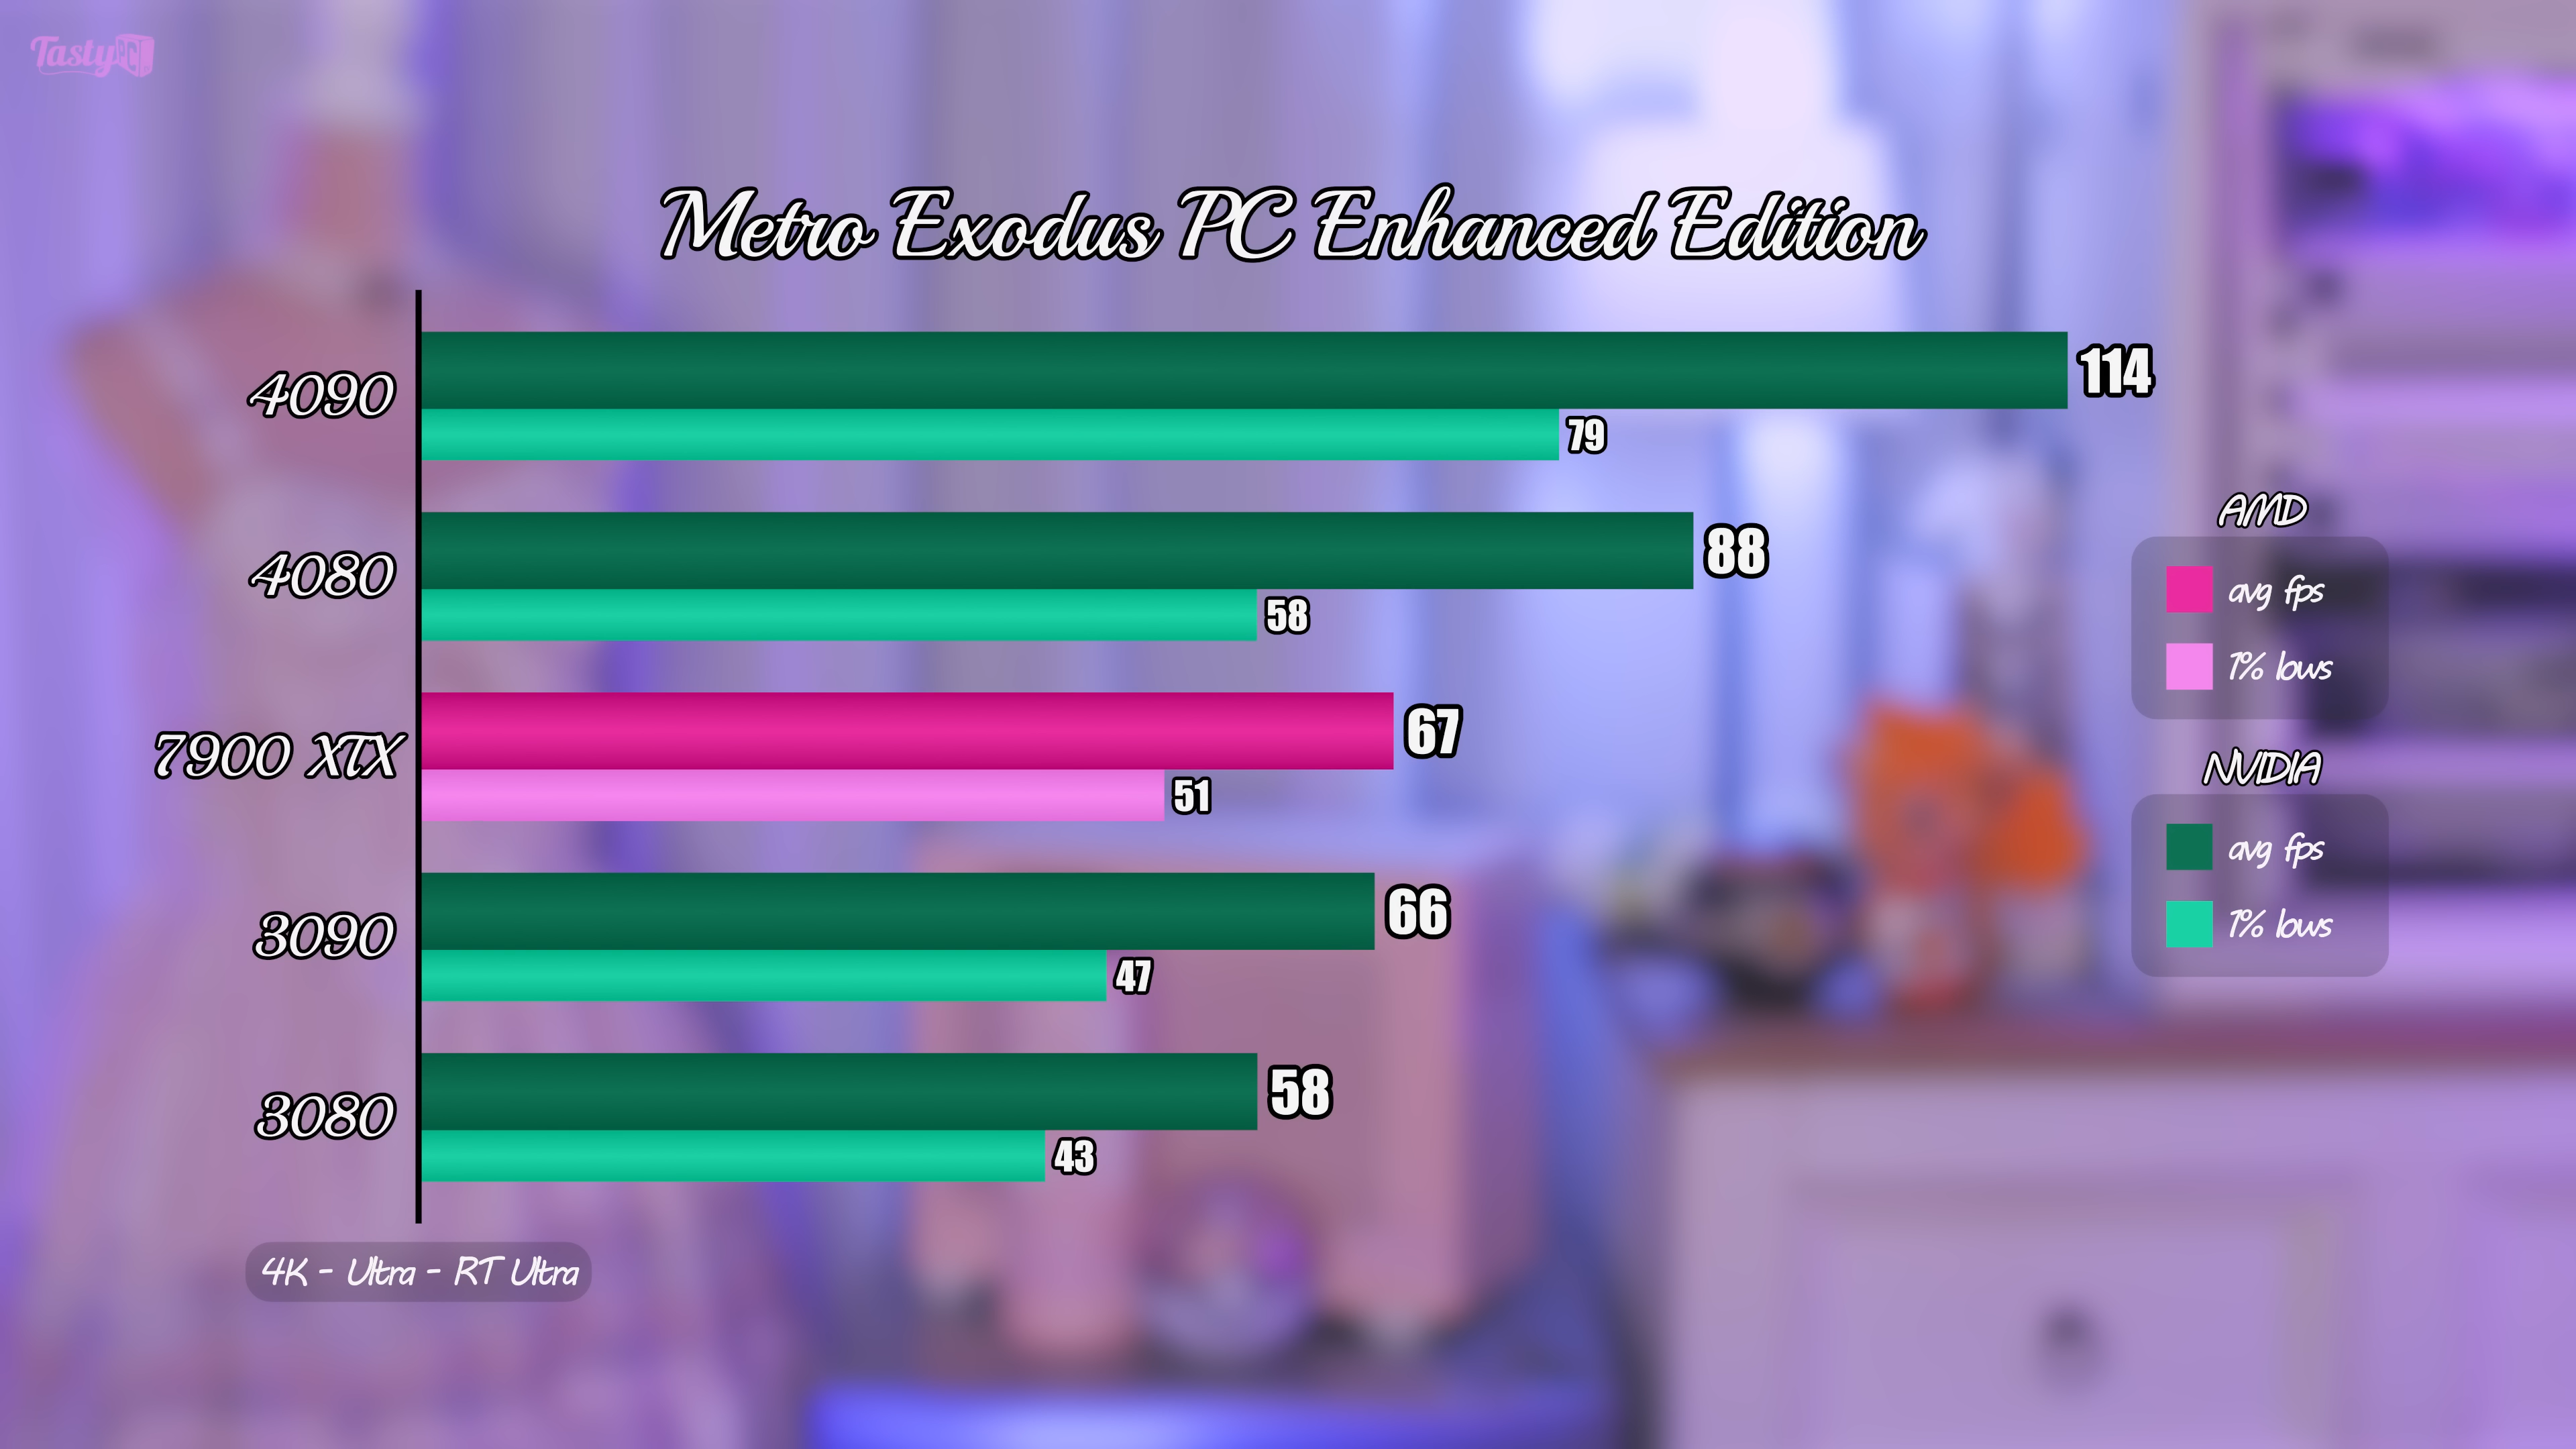 TastyPC
Metro Exodus PC Enhanced Edition
4090
114
79
4080
88
58
7900 XTX
67
51
3090
66
47
3080
58
43
AMD
avg fps
1% lows
NVIDIA
avg fps
1% lows
4K - Ultra - RT Ultra